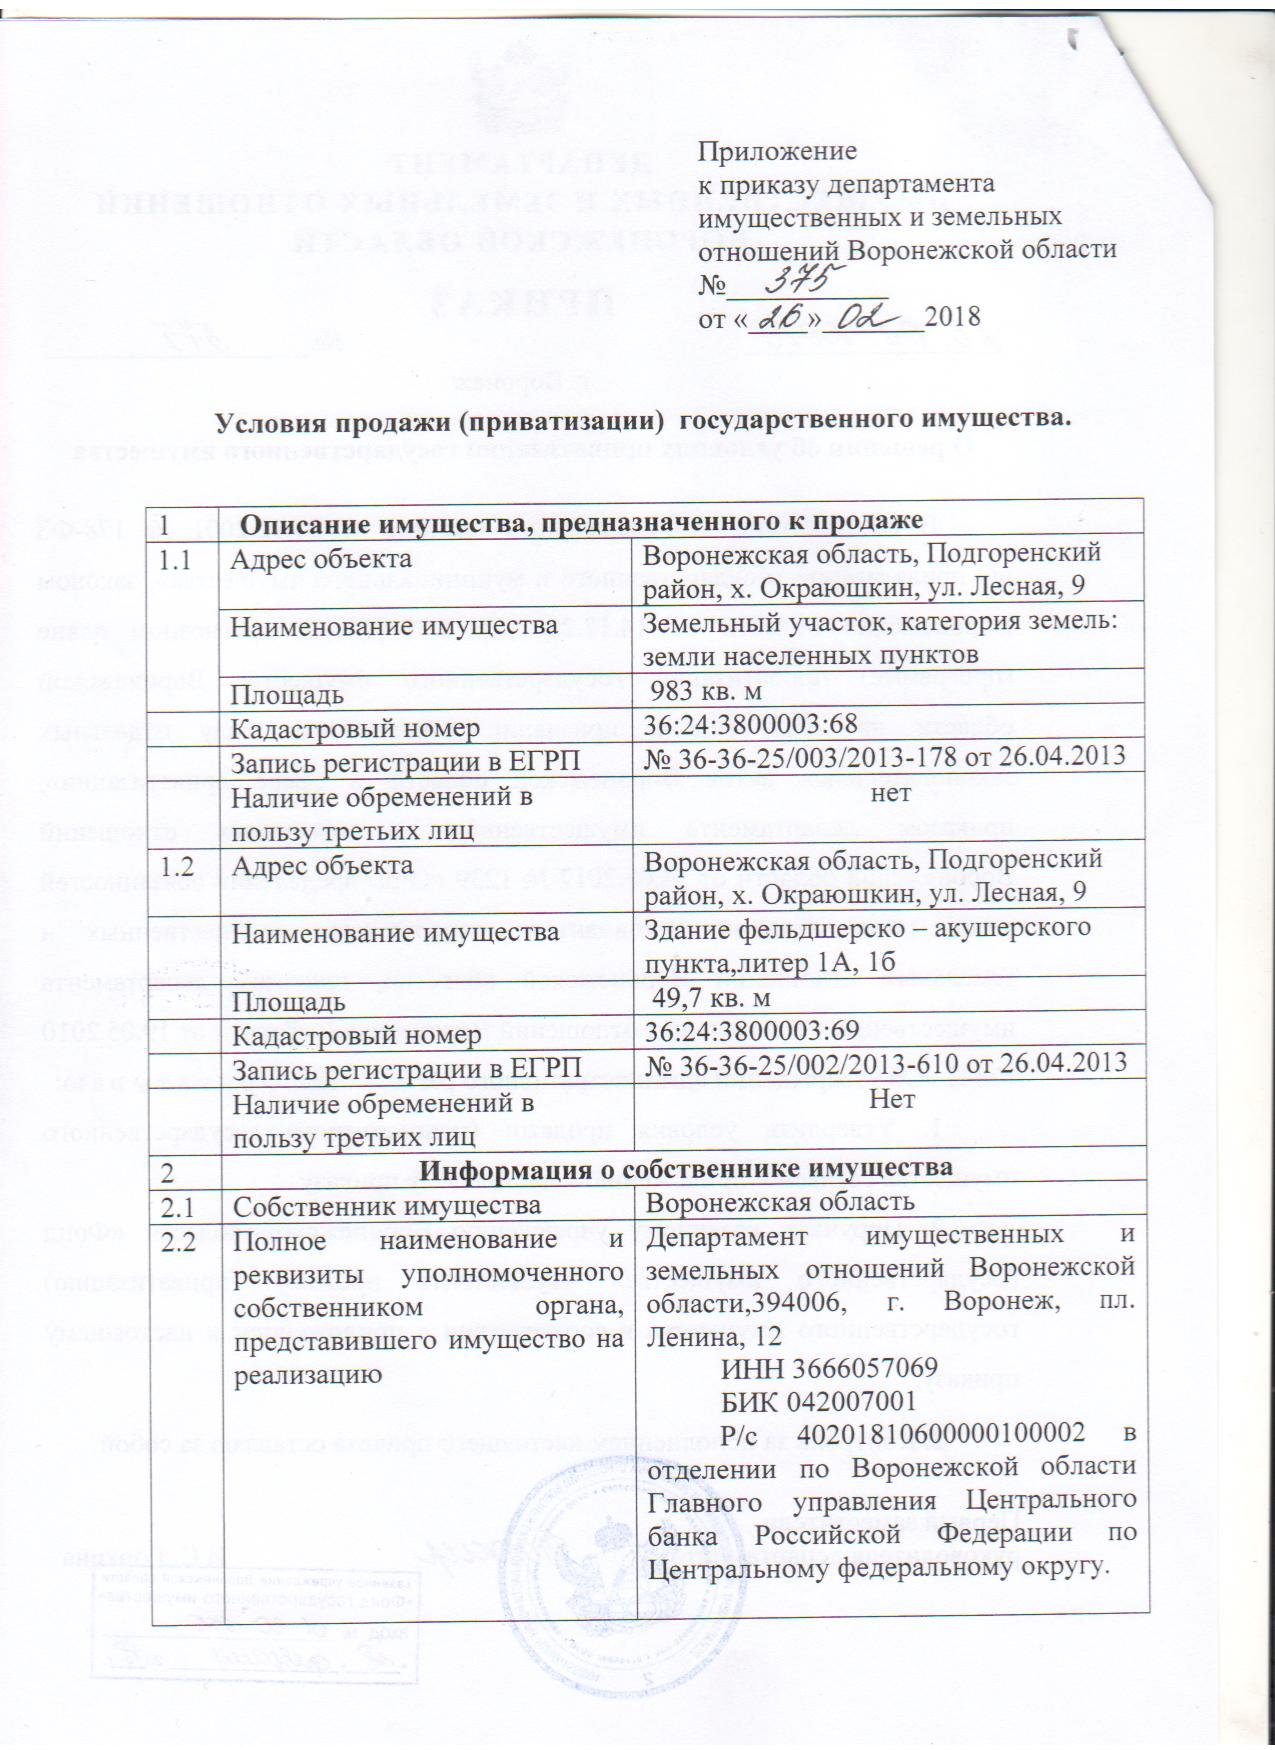 Приложение
к приказу департамента
имущественных и земельных
отношений Воронежской области
№ 375
от « 26 » 02 2018
Условия продажи (приватизации) государственного имущества.
1 Описание имущества, предназначенного к продаже
1.1 Адрес объекта Воронежская область, Подгоренский
район, х. Окраюшкин, ул. Лесная, 9
Наименование имущества Земельный участок, категория земель:
земли населенных пунктов
Площадь 983 кв. м
Кадастровый номер 36:24:3800003:68
Запись регистрации в ЕГРП № 36-36-25/003/2013-178 от 26.04.2013
Наличие обременений в нет
пользу третьих лиц
1.2 Адрес объекта Воронежская область, Подгоренский
район, х. Окраюшкин, ул. Лесная, 9
Наименование имущества Здание фельдшерско – акушерского
пункта,литер 1А, 1б
Площадь 49,7 кв. м
Кадастровый номер 36:24:3800003:69
Запись регистрации в ЕГРП № 36-36-25/002/2013-610 от 26.04.2013
Наличие обременений в Нет
пользу третьих лиц
2 Информация о собственнике имущества
2.1 Собственник имущества Воронежская область
2.2 Полное наименование и Департамент имущественных и
реквизиты уполномоченного земельных отношений Воронежской
собственником органа, области,394006, г. Воронеж, пл.
представившего имущество на Ленина, 12
реализацию ИНН 3666057069
БИК 042007001
Р/с 40201810600000100002 в
отделении по Воронежской области
Главного управления Центрального
банка Российской Федерации по
Центральному федеральному округу.